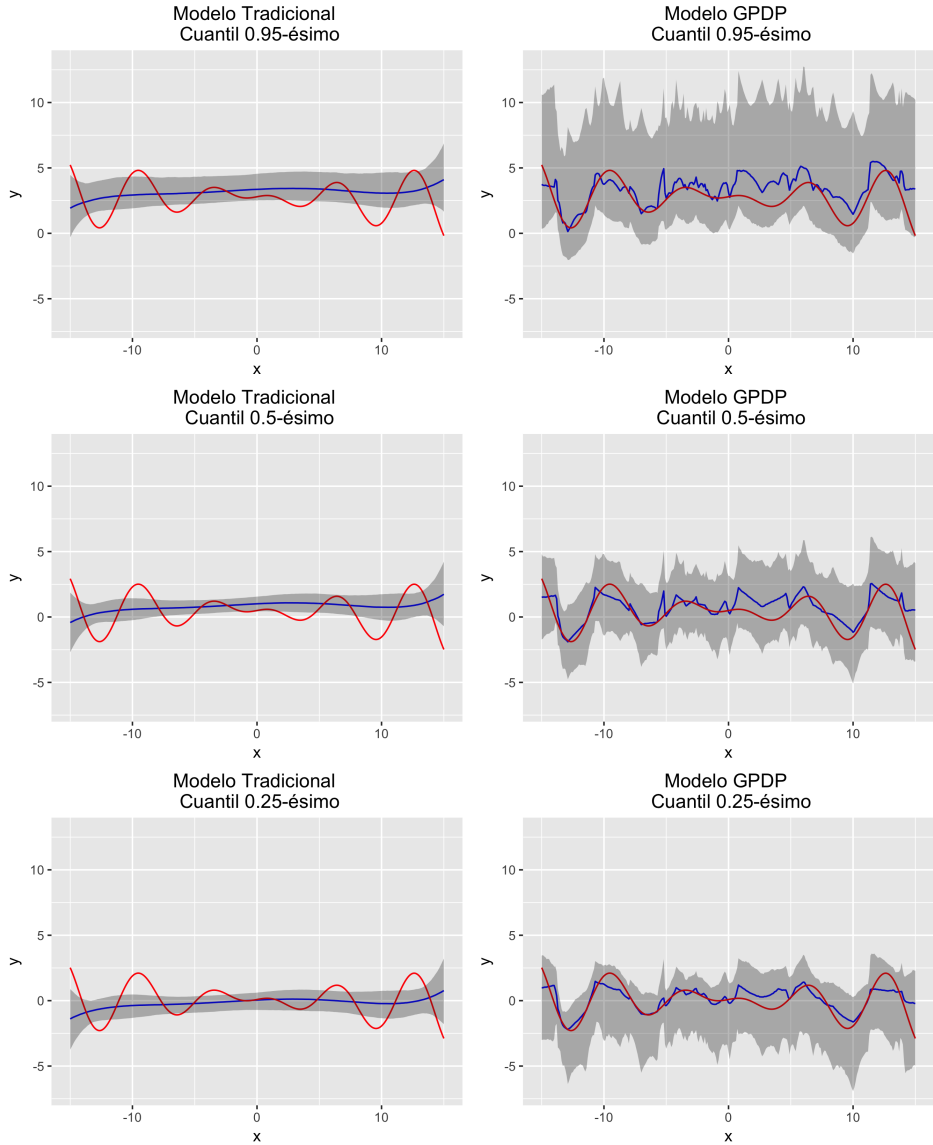 Modelo Tradicional
Cuantil 0.95-ésimo
10
5
0
-5
y
-10
0
10
x
Modelo GPDP
Cuantil 0.95-ésimo
10
5
0
-5
y
-10
0
10
x
Modelo Tradicional
Cuantil 0.5-ésimo
10
5
0
-5
y
-10
0
10
x
Modelo GPDP
Cuantil 0.5-ésimo
10
5
0
-5
y
-10
0
10
x
Modelo Tradicional
Cuantil 0.25-ésimo
10
5
0
-5
y
-10
0
10
x
Modelo GPDP
Cuantil 0.25-ésimo
10
5
0
-5
y
-10
0
10
x